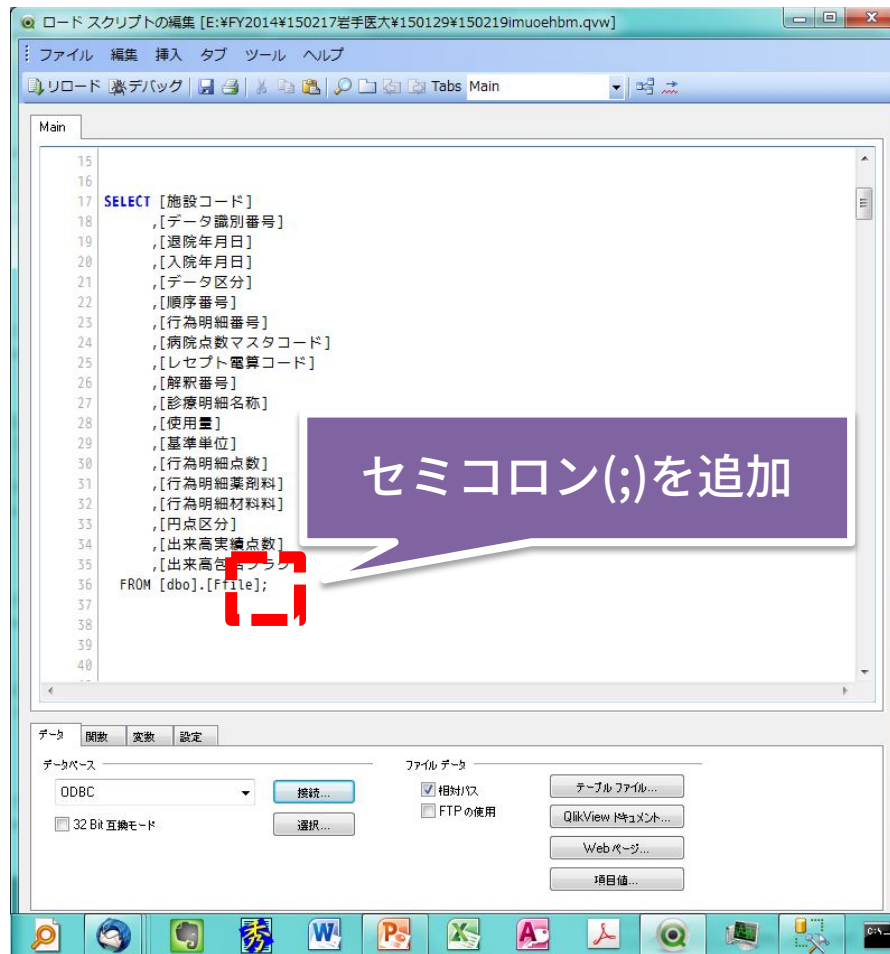 ロード スクリプトの編集 [E:¥FY2014¥150217岩手医大¥150129¥150219imuoehbm.qvw]
ファイル 編集 挿入 タブ ツール ヘルプ
リロード デバッグ Tabs Main
Main
15
16
17 SELECT [施設コード]
18 ,[データ識別番号]
19 ,[退院年月日]
20 ,[入院年月日]
21 ,[データ区分]
22 ,[順序番号]
23 ,[行為明細番号]
24 ,[病院点数マスタコード]
25 ,[レセプト電算コード]
26 ,[解釈番号]
27 ,[診療明細名称]
28 ,[使用量]
29 ,[基準単位]
30 ,[行為明細点数]
31 ,[行為明細薬剤料]
32 ,[行為明細材料料]
33 ,[円点区分]
34 ,[出来高実績点数]
35 ,[出来高包括フラグ
36 FROM [dbo].[Ffile];
37
38
39
40
セミコロン(;)を追加
データ 関数 変数 設定
データベース
ODBC
接続...
32 Bit 互換モード
選択...
ファイル データ
相対パス
FTP の使用
テーブル ファイル...
QlikView ドキュメント...
Web ページ...
項目値...
秀
C:\